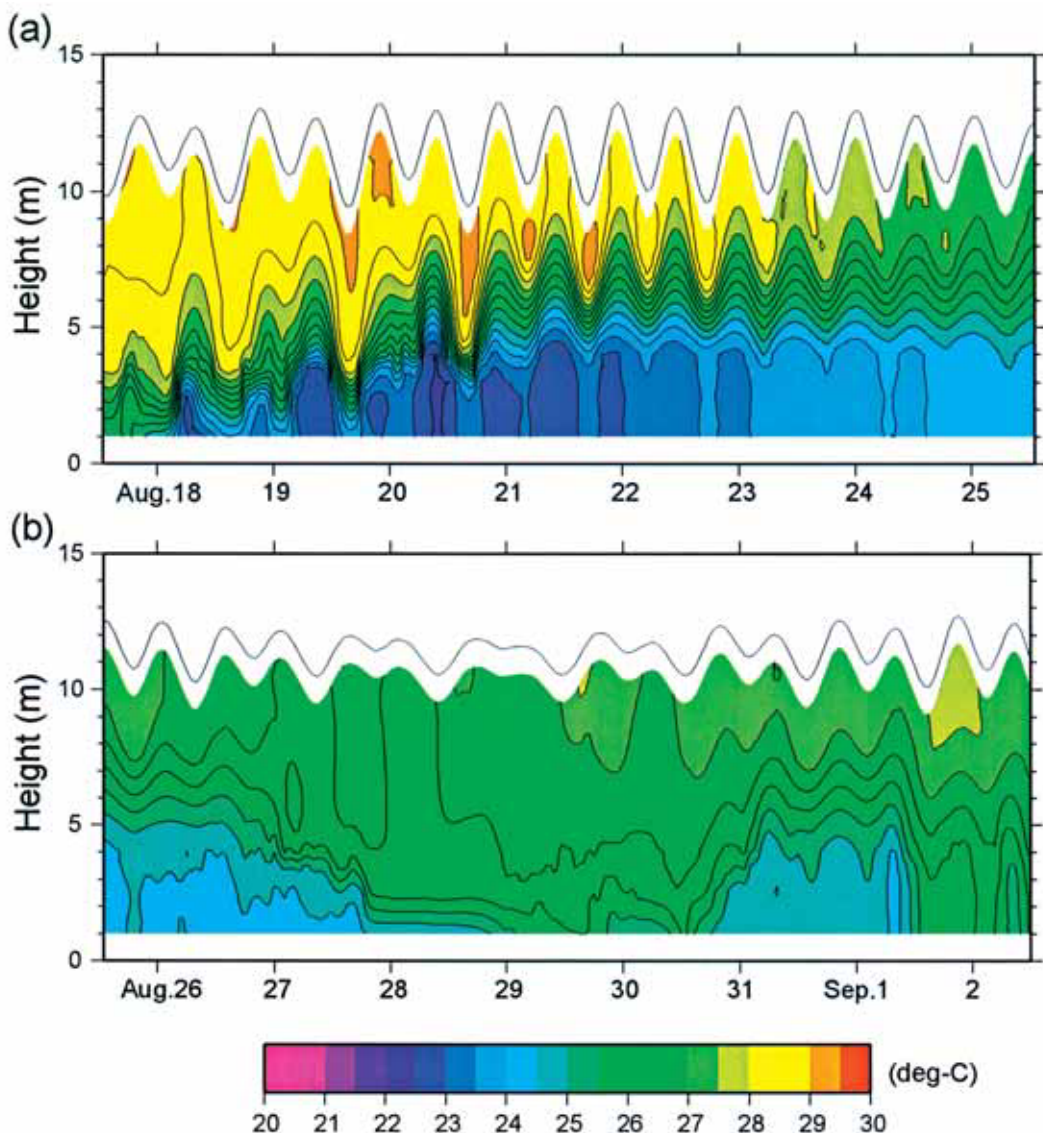 (a)
15
10
5
0
Height (m)
Aug.18 19 20 21 22 23 24 25
(b)
15
10
5
0
Height (m)
Aug.26 27 28 29 30 31 Sep.1 2
(deg-C)
20 21 22 23 24 25 26 27 28 29 30